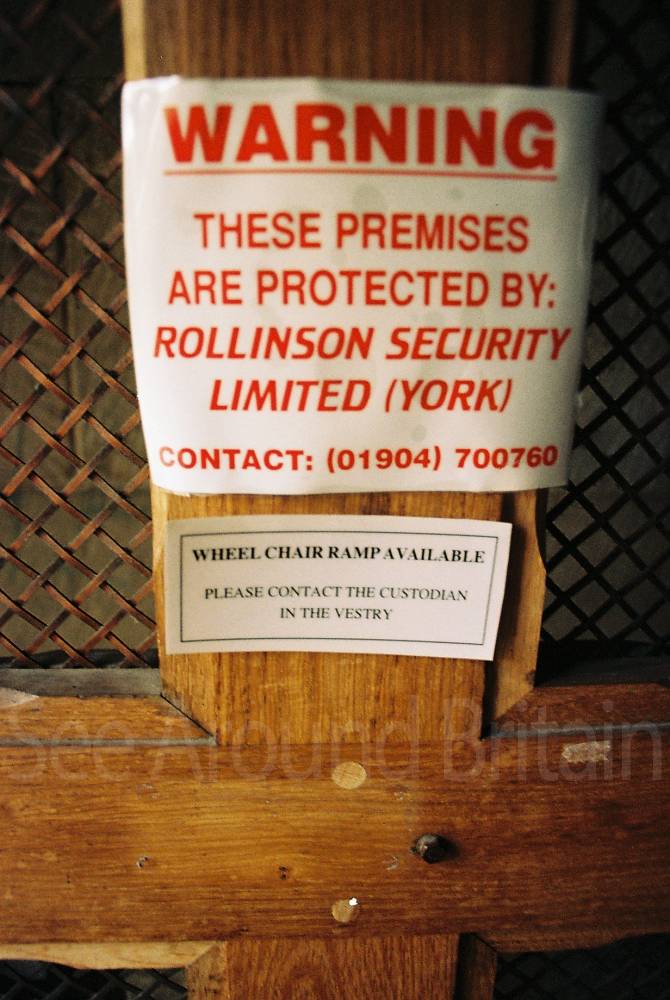 WARNING
THESE PREMISES
ARE PROTECTED BY:
ROLLINSON SECURITY
LIMITED (YORK)
CONTACT: (01904) 700760
WHEEL CHAIR RAMP AVAILABLE
PLEASE CONTACT THE CUSTODIAN
IN THE VESTRY
See Around Britain